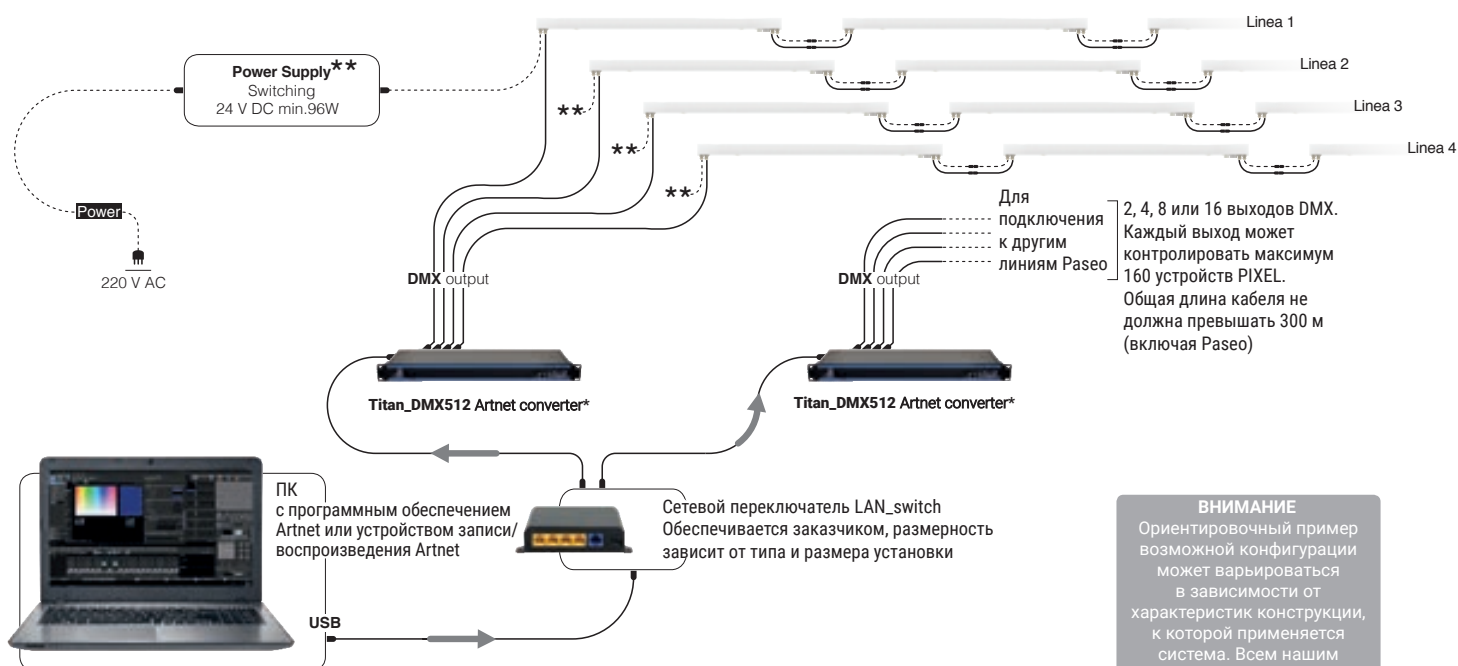 Linea 1
Power Supply**
Switching
24 V DC min.96W
Linea 2
**
Linea 3
**
Linea 4
**
Power
220 V AC
DMX output
DMX output
Для
подключения
к другим
линиям Paseo
2, 4, 8 или 16 выходов DMX.
Каждый выход может
контролировать максимум
160 устройств PIXEL.
Общая длина кабеля не
должна превышать 300 м
(включая Paseo)
Titan_DMX512 Artnet converter*
Titan_DMX512 Artnet converter*
ПК
с программным обеспечением
Artnet или устройством записи/
воспроизведения Artnet
USB
Сетевой переключатель LAN_switch
Обеспечивается заказчиком, размерность
зависит от типа и размера установки
ВНИМАНИЕ
Ориентировочный пример
возможной конфигурации
может варьироваться
в зависимости от
характеристик конструкции,
к которой применяется
система. Всем нашим